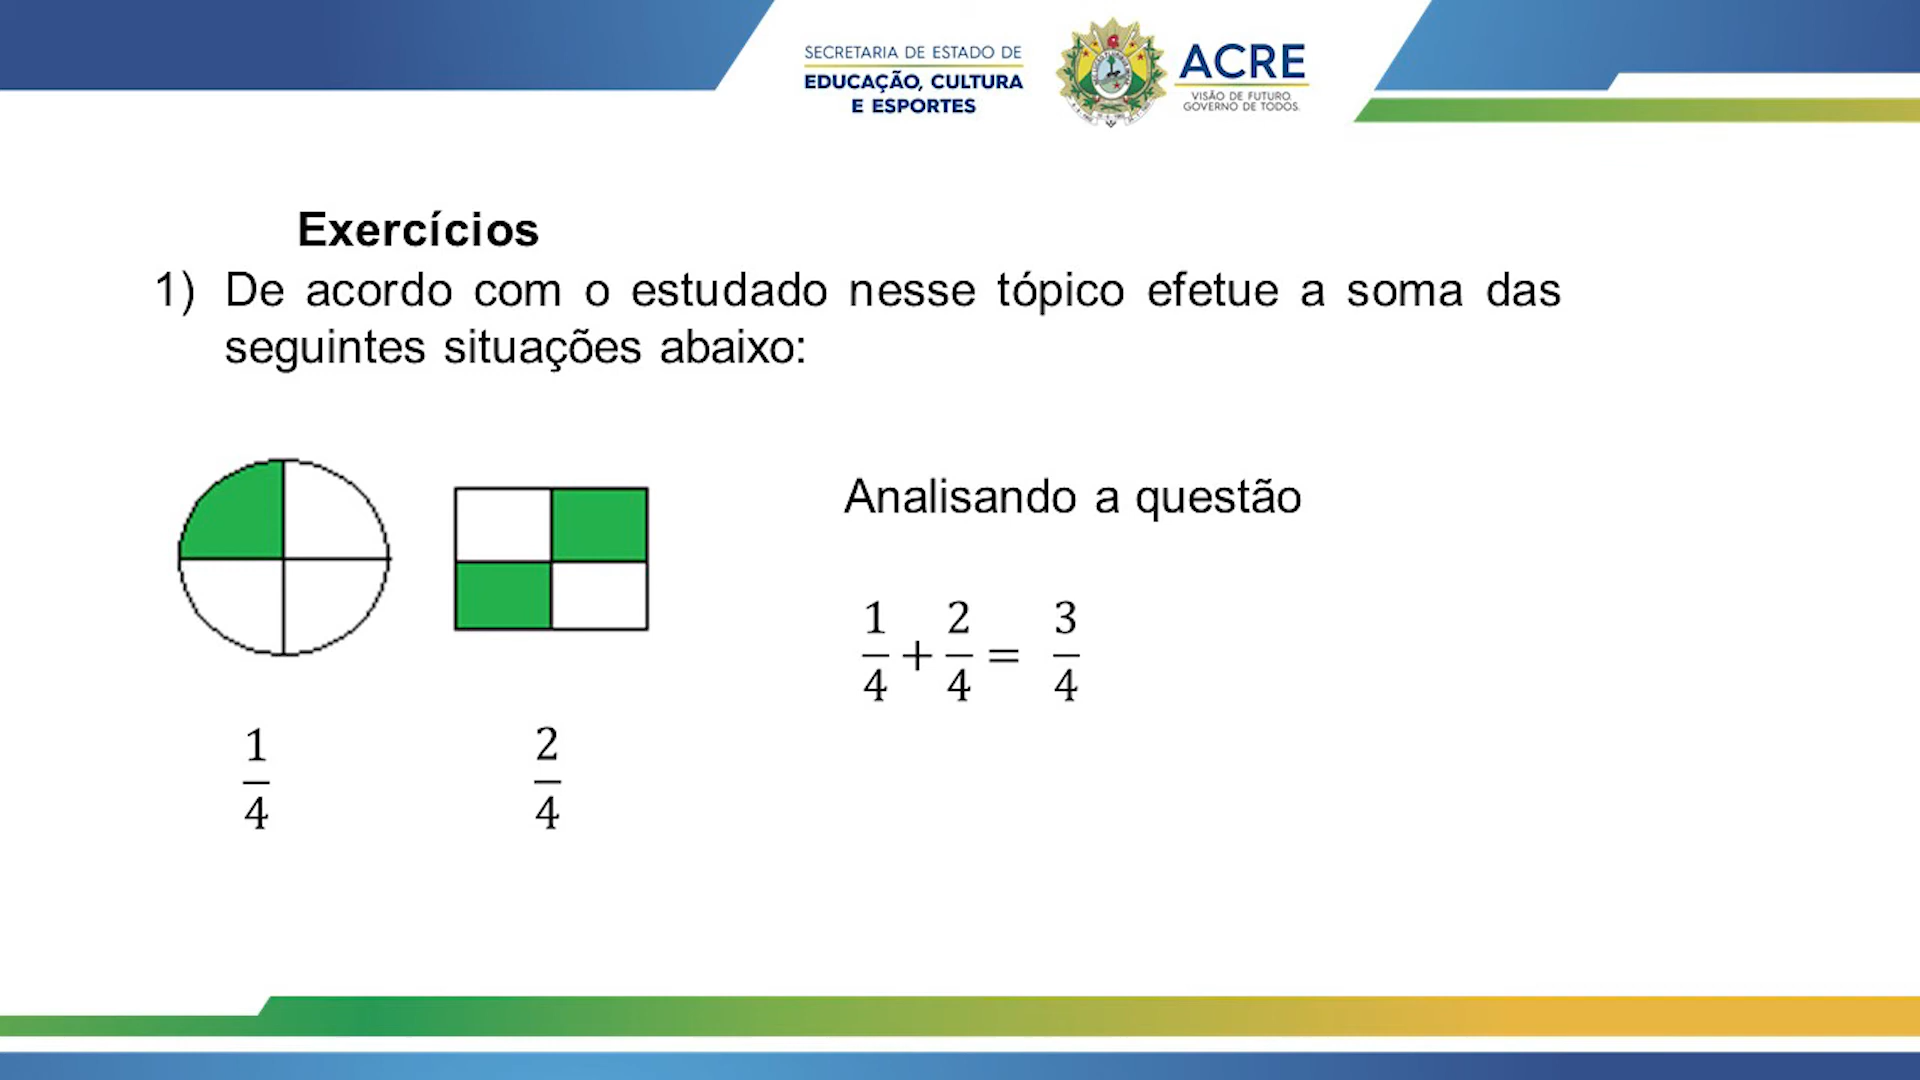 SECRETARIA DE ESTADO DE
EDUCAÇÃO, CULTURA
E ESPORTES
ACRE
VISÃO DE FUTURO.
GOVERNO DE TODOS.
Exercícios
1) De acordo com o estudado nesse tópico efetue a soma das
seguintes situações abaixo:
Analisando a questão
1/4 + 2/4 = 3/4
1/4 2/4